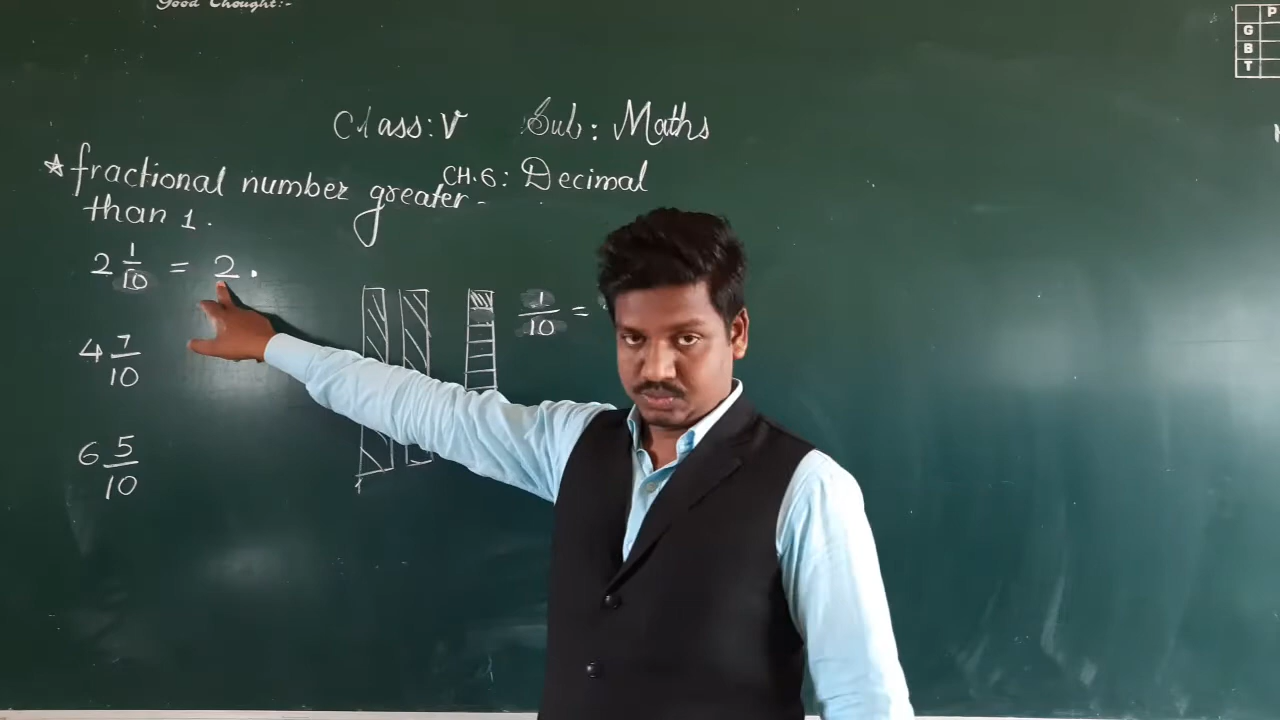 Good Thought:-
P
G
B
T
Class: V Sub: Maths
CH.6: Decimal
* fractional number greater-
than 1.
2 1/10 = 2.
1/10 =
4 7/10
6 5/10